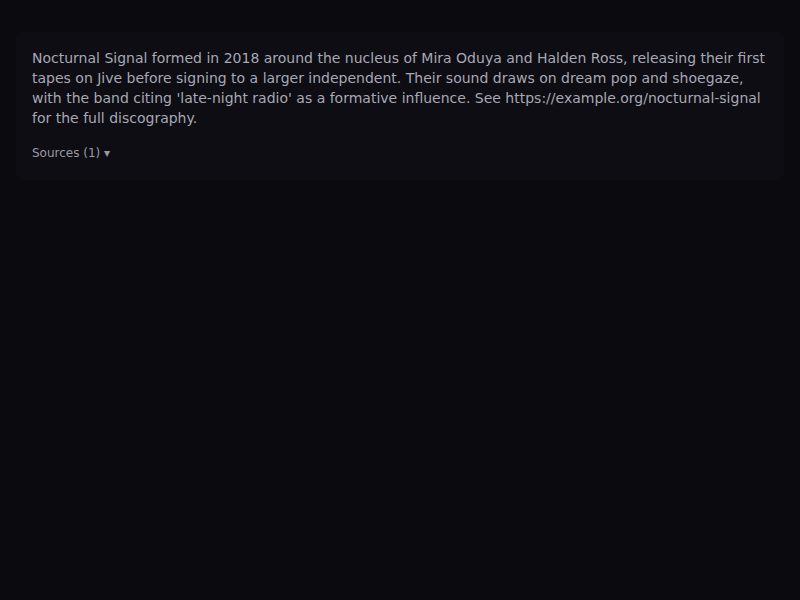 Nocturnal Signal formed in 2018 around the nucleus of Mira Oduya and Halden Ross, releasing their first
tapes on Jive before signing to a larger independent. Their sound draws on dream pop and shoegaze,
with the band citing 'late-night radio' as a formative influence. See https://example.org/nocturnal-signal
for the full discography.
Sources (1) ▾